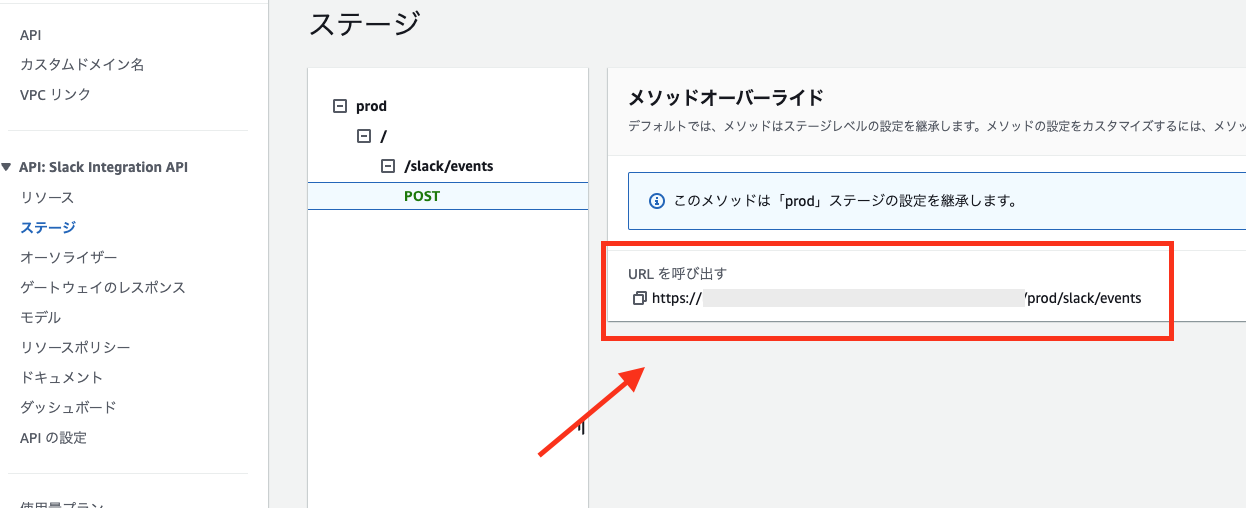 API
カスタムドメイン名
VPC リンク
API: Slack Integration API
リソース
ステージ
オーソライザー
ゲートウェイのレスポンス
モデル
リソースポリシー
ドキュメント
ダッシュボード
API の設定
使用量プラン
ステージ
prod
/
/slack/events
POST
メソッドオーバーライド
デフォルトでは、メソッドはステージレベルの設定を継承します。メソッドの設定をカスタマイズするには、メソッ
このメソッドは「prod」ステージの設定を継承します。
URL を呼び出す
https:// /prod/slack/events